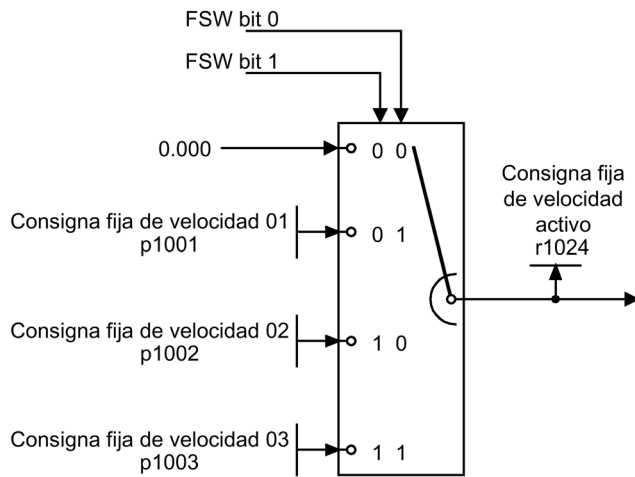 FSW bit 0
FSW bit 1
0.000
0 0
Consigna fija de velocidad 01
p1001
0 1
Consigna fija
de velocidad
activo
r1024
Consigna fija de velocidad 02
p1002
1 0
Consigna fija de velocidad 03
p1003
1 1